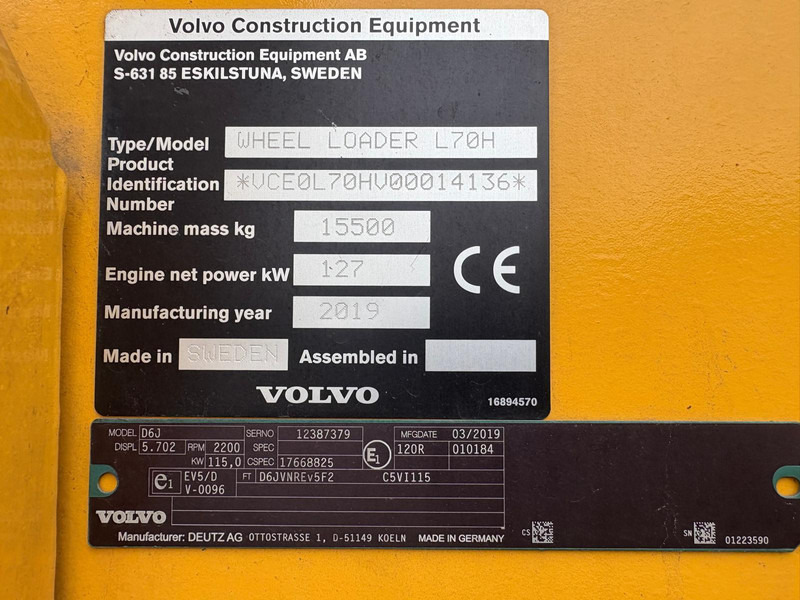 Volvo Construction Equipment
Volvo Construction Equipment AB
S-631 85 ESKILSTUNA, SWEDEN
Type/Model WHEEL LOADER L70H
Product
Identification *VCE0L70HV00014136*
Number
Machine mass kg 15500
Engine net power kW 127
CE
Manufacturing year 2019
Made in SWEDEN Assembled in
VOLVO 16894570
MODEL D6J SERNO 12387379 MFGDATE 03/2019
DISPL 5.702 RPM 2200 SPEC E1 120R 010184
KW 115,0 CSPEC 17668825
e1 EV5/D FT D6JVNREv5F2 C5VI115
V-0096
VOLVO
Manufacturer: DEUTZ AG OTTOSTRASSE 1, D-51149 KOELN MADE IN GERMANY CS SN 01223590